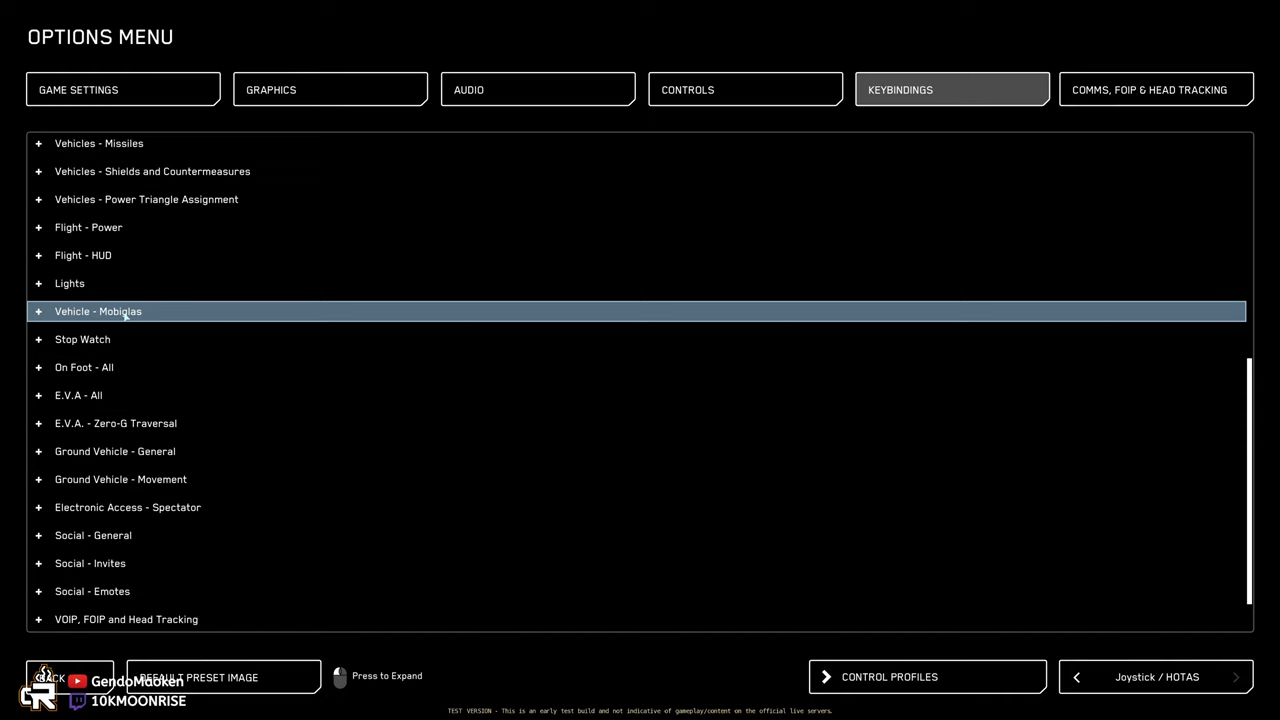 OPTIONS MENU
GAME SETTINGS
GRAPHICS
AUDIO
CONTROLS
KEYBINDINGS
COMMS, FOIP & HEAD TRACKING
+ Vehicles - Missiles
+ Vehicles - Shields and Countermeasures
+ Vehicles - Power Triangle Assignment
+ Flight - Power
+ Flight - HUD
+ Lights
+ Vehicle - Mobiglas
+ Stop Watch
+ On Foot - All
+ E.V.A - All
+ E.V.A. - Zero-G Traversal
+ Ground Vehicle - General
+ Ground Vehicle - Movement
+ Electronic Access - Spectator
+ Social - General
+ Social - Invites
+ Social - Emotes
+ VOIP, FOIP and Head Tracking
DEFAULT PRESET IMAGE
Press to Expand
CONTROL PROFILES
Joystick / HOTAS
GendoMaoken
10KMOONRISE
TEST VERSION - This is an early test build and not indicative of gameplay/content on the official live servers.